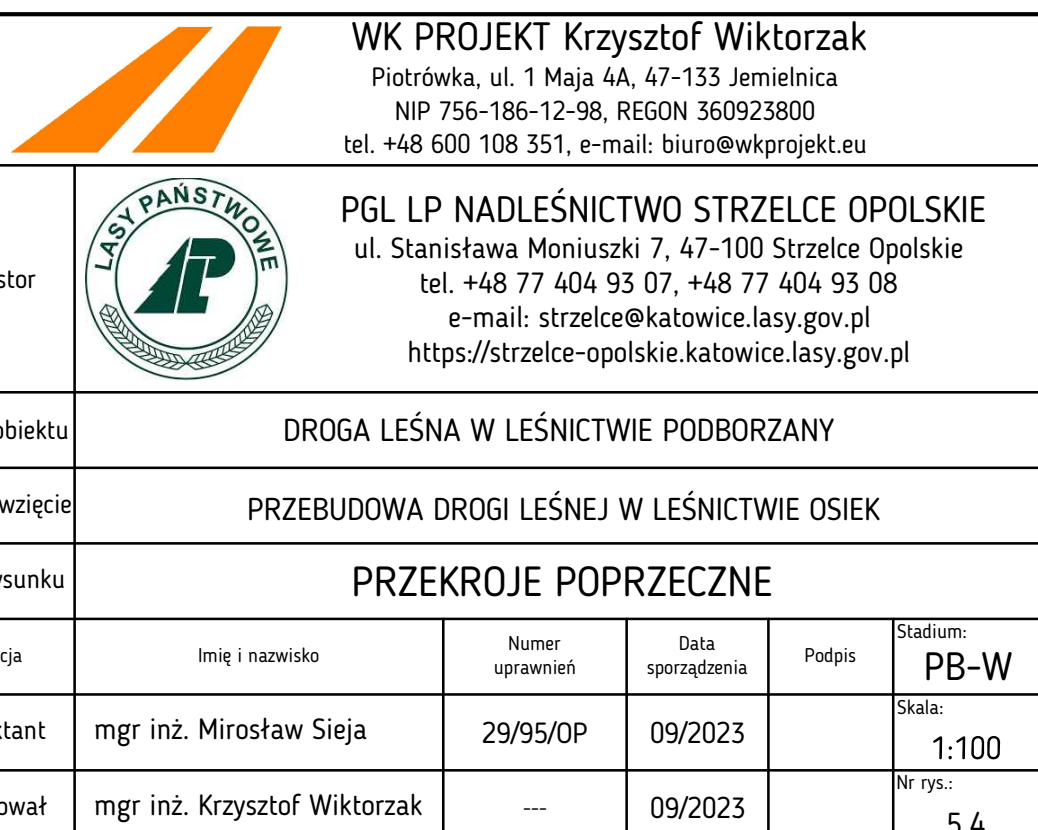 WK PROJEKT Krzysztof Wiktorzak
Piotrówka, ul. 1 Maja 4A, 47-133 Jemielnica
NIP 756-186-12-98, REGON 360923800
tel. +48 600 108 351, e-mail: biuro@wkprojekt.eu
stor
LASY PAŃSTWOWE
PGL LP NADLEŚNICTWO STRZELCE OPOLSKIE
ul. Stanisława Moniuszki 7, 47-100 Strzelce Opolskie
tel. +48 77 404 93 07, +48 77 404 93 08
e-mail: strzelce@katowice.lasy.gov.pl
https://strzelce-opolskie.katowice.lasy.gov.pl
obiektu
DROGA LEŚNA W LEŚNICTWIE PODBORZANY
wzięcie
PRZEBUDOWA DROGI LEŚNEJ W LEŚNICTWIE OSIEK
ysunku
PRZEKROJE POPRZECZNE
cja
Imię i nazwisko
Numer
uprawnień
Data
sporządzenia
Podpis
Stadium:
PB-W
ktant
mgr inż. Mirosław Sieja
29/95/OP
09/2023
Skala:
1:100
ował
mgr inż. Krzysztof Wiktorzak
---
09/2023
Nr rys.:
5.4